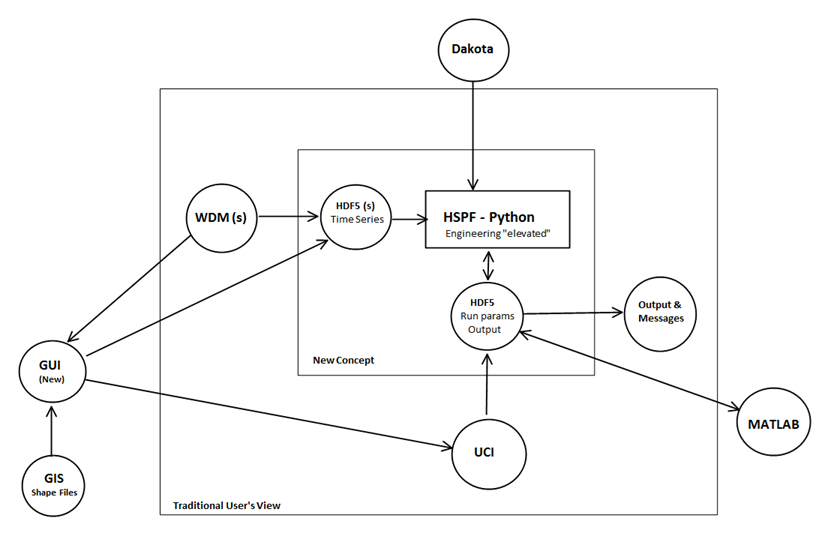 Dakota
WDM (s)
HDF5 (s)
Time Series
HSPF - Python
Engineering "elevated"
HDF5
Run params
Output
Output &
Messages
New Concept
GUI
(New)
MATLAB
UCI
GIS
Shape Files
Traditional User's View